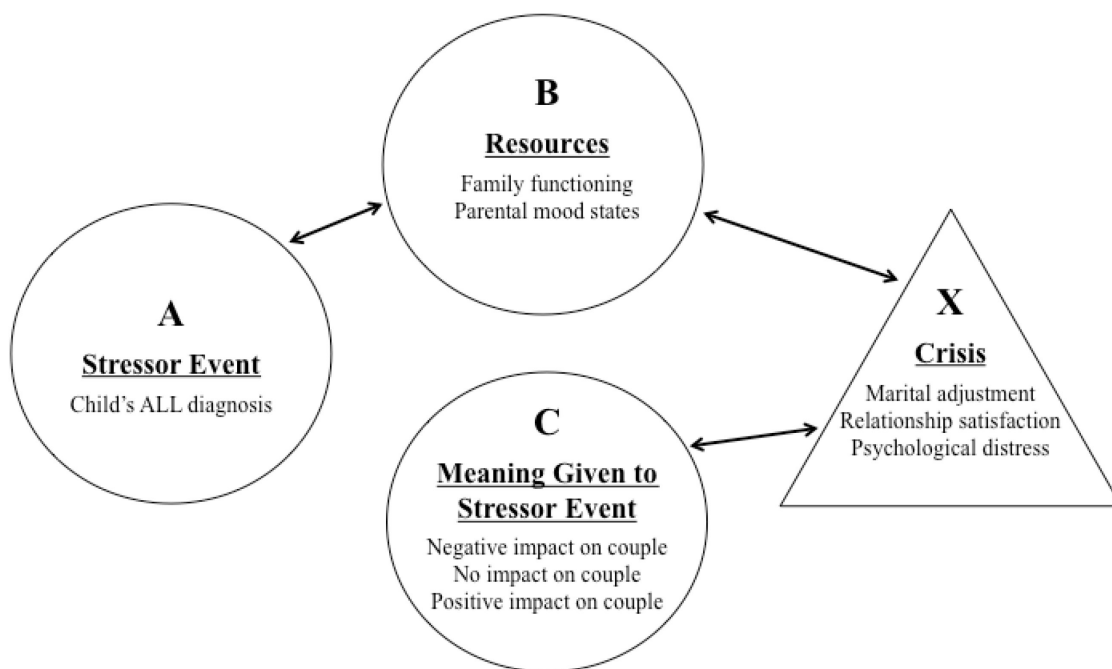 A
Stressor Event
Child's ALL diagnosis
B
Resources
Family functioning
Parental mood states
C
Meaning Given to
Stressor Event
Negative impact on couple
No impact on couple
Positive impact on couple
X
Crisis
Marital adjustment
Relationship satisfaction
Psychological distress